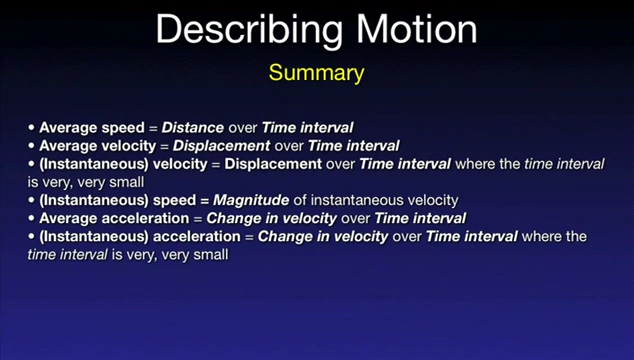 Describing Motion
Summary
• Average speed = Distance over Time interval
• Average velocity = Displacement over Time interval
• (Instantaneous) velocity = Displacement over Time interval where the time interval
is very, very small
• (Instantaneous) speed = Magnitude of instantaneous velocity
• Average acceleration = Change in velocity over Time interval
• (Instantaneous) acceleration = Change in velocity over Time interval where the
time interval is very, very small